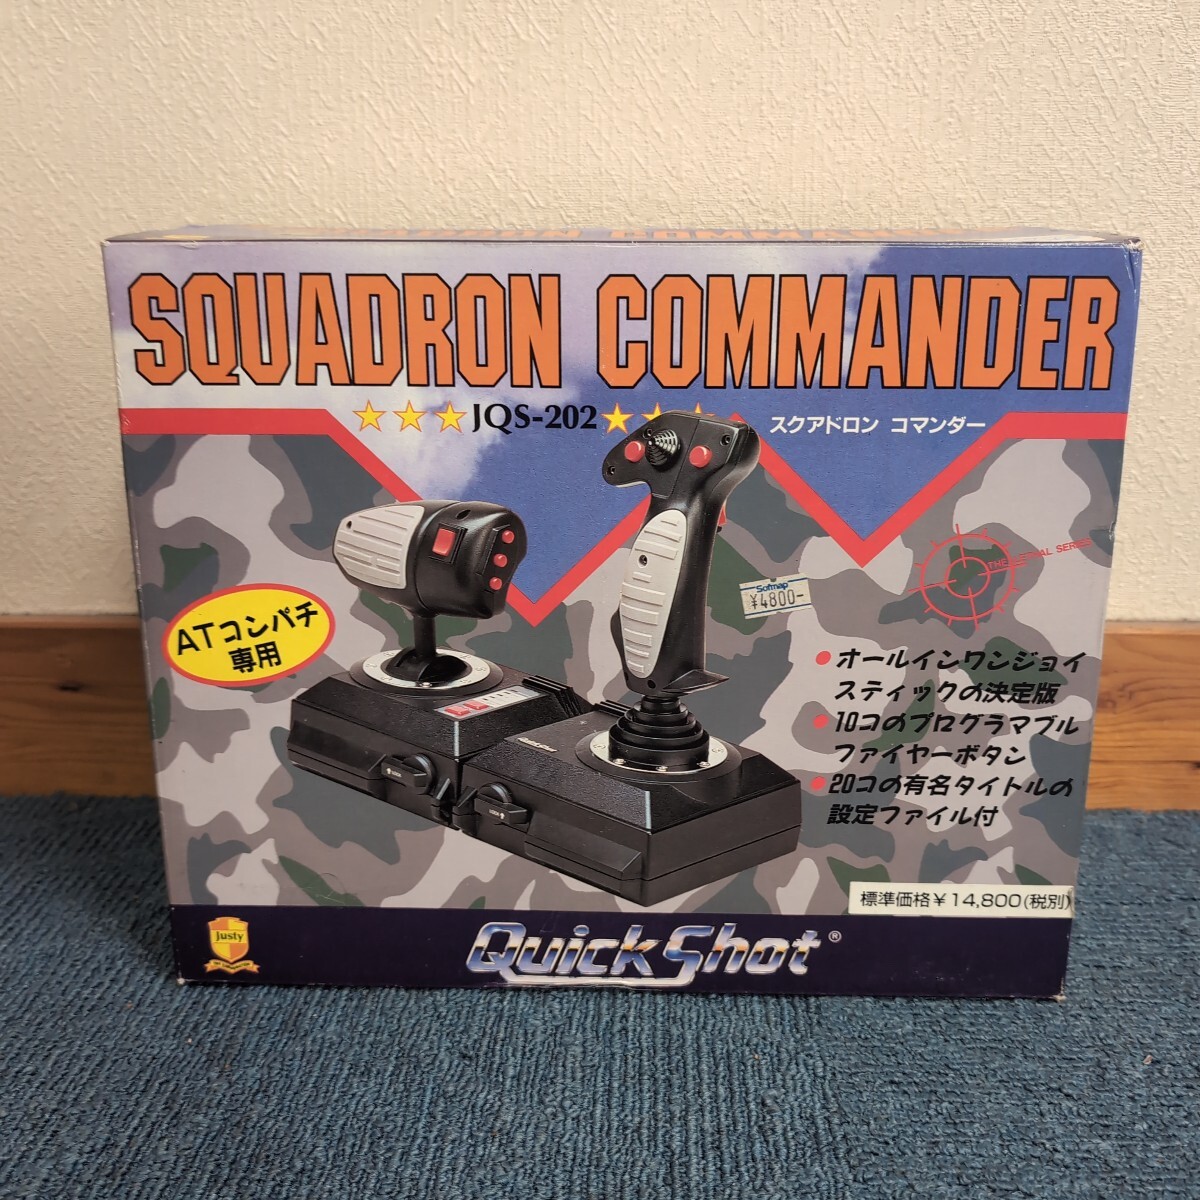 SQUADRON COMMANDER
JQS-202
スクアドロン コマンダー
THE
SERIES
Sofmap
¥4800-
ATコンパチ
専用
オールインワンジョイ
スティックの決定版
10コのプログラマブル
ファイヤーボタン
20コの有名タイトルの
設定ファイル付
標準価格¥14,800(税別)
justy
QuickShot®